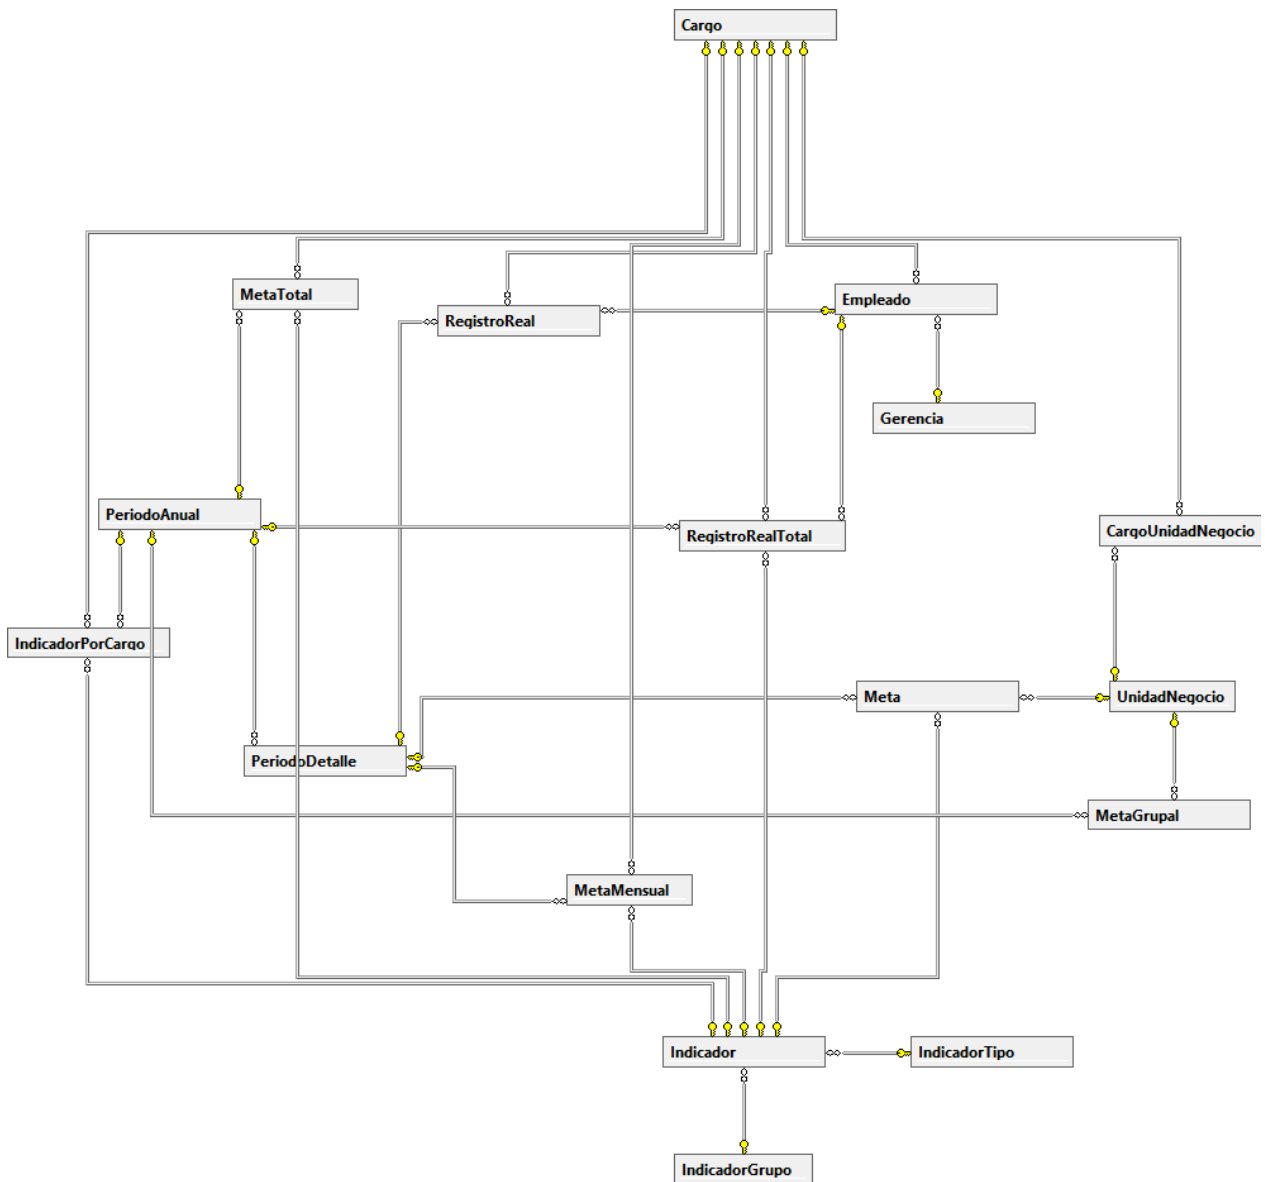 Cargo
MetaTotal
Empleado
RegistroReal
Gerencia
PeriodoAnual
RegistroRealTotal
CargoUnidadNegocio
IndicadorPorCargo
Meta
UnidadNegocio
PeriodoDetalle
MetaGrupal
MetaMensual
Indicador
IndicadorTipo
IndicadorGrupo